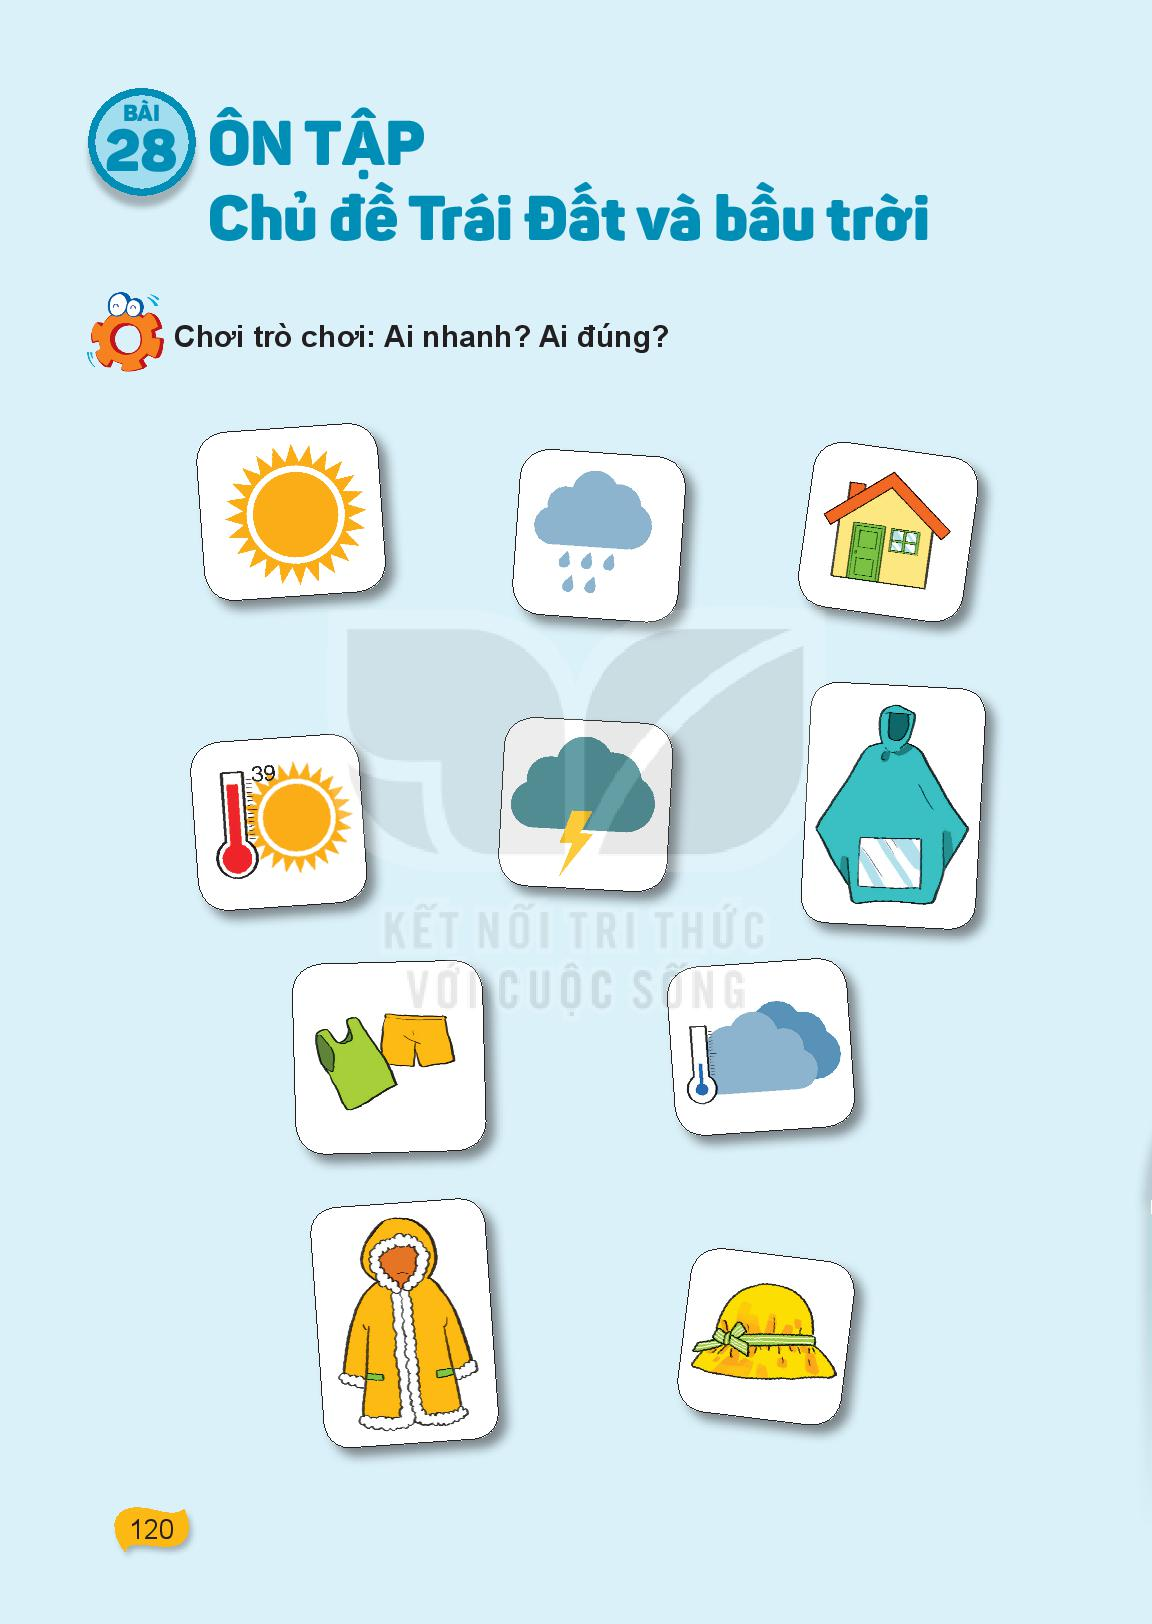 BÀI
28
ÔN TẬP
Chủ đề Trái Đất và bầu trời
Chơi trò chơi: Ai nhanh? Ai đúng?
39
KẾT NỐI TRI THỨC
VỚI CUỘC SỐNG
120